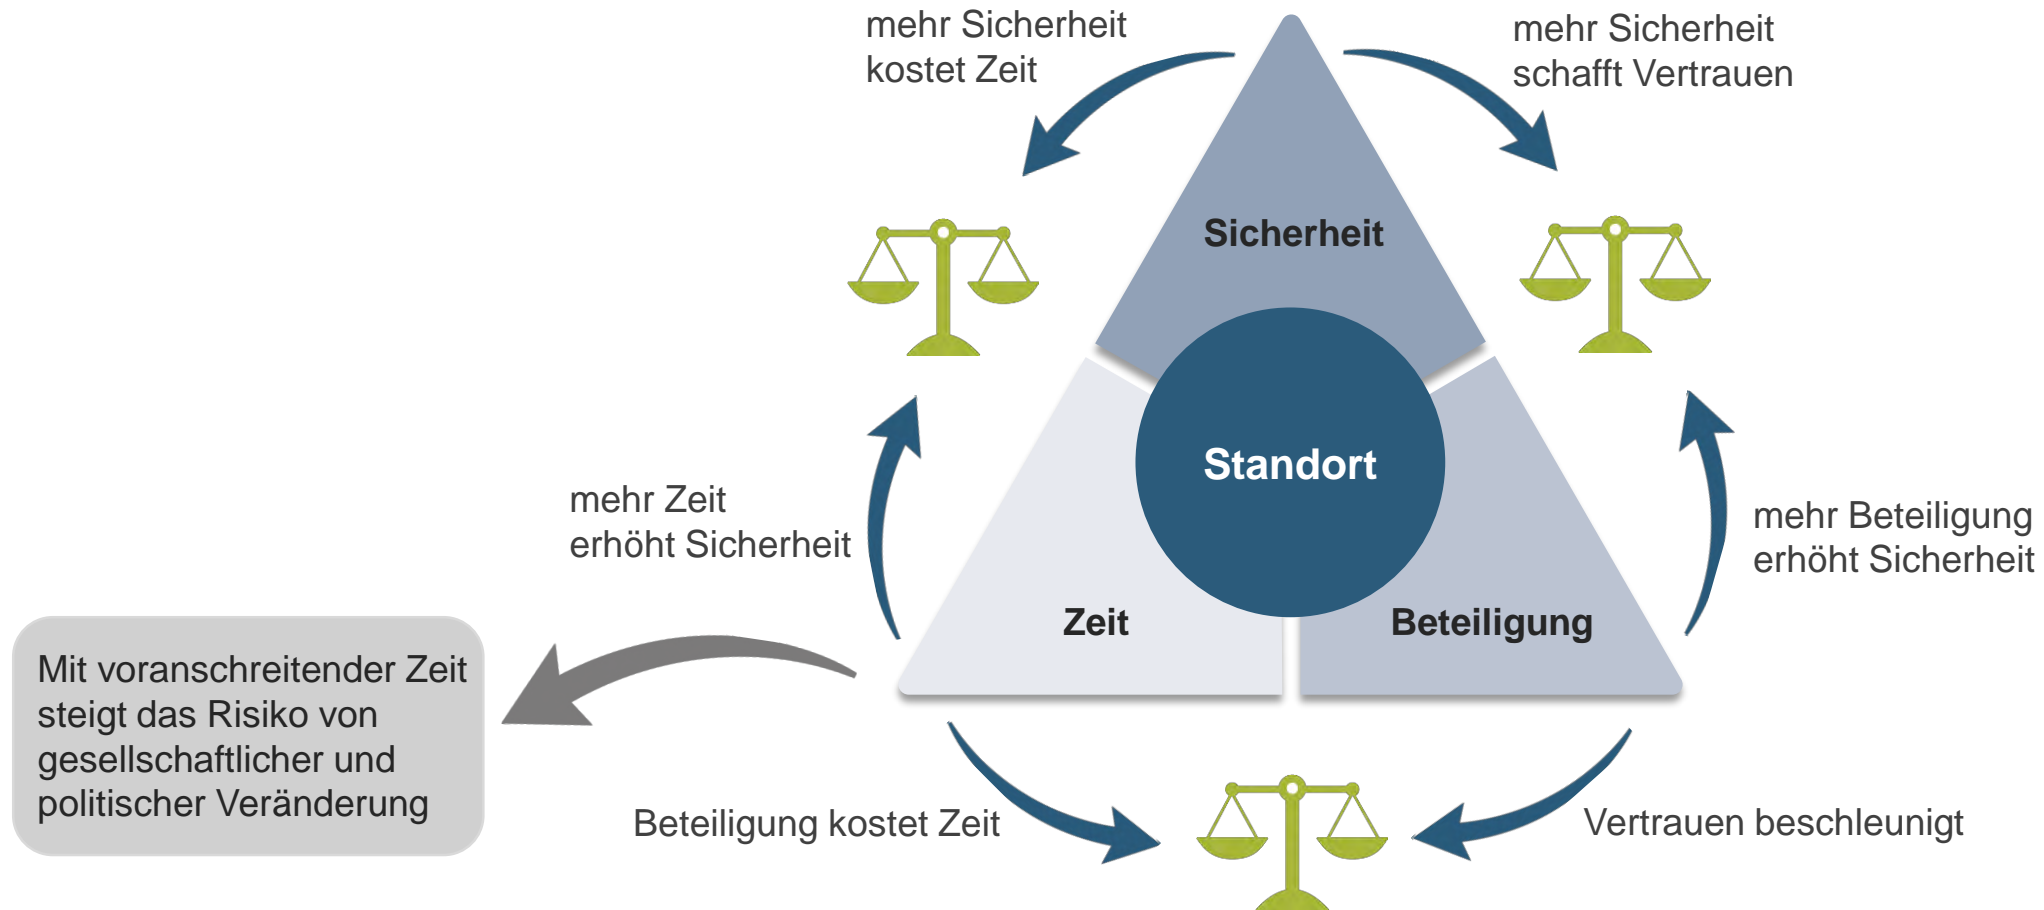 mehr Sicherheit
kostet Zeit
mehr Sicherheit
schafft Vertrauen
Sicherheit
Standort
mehr Zeit
erhöht Sicherheit
mehr Beteiligung
erhöht Sicherheit
Zeit
Beteiligung
Mit voranschreitender Zeit
steigt das Risiko von
gesellschaftlicher und
politischer Veränderung
Beteiligung kostet Zeit
Vertrauen beschleunigt